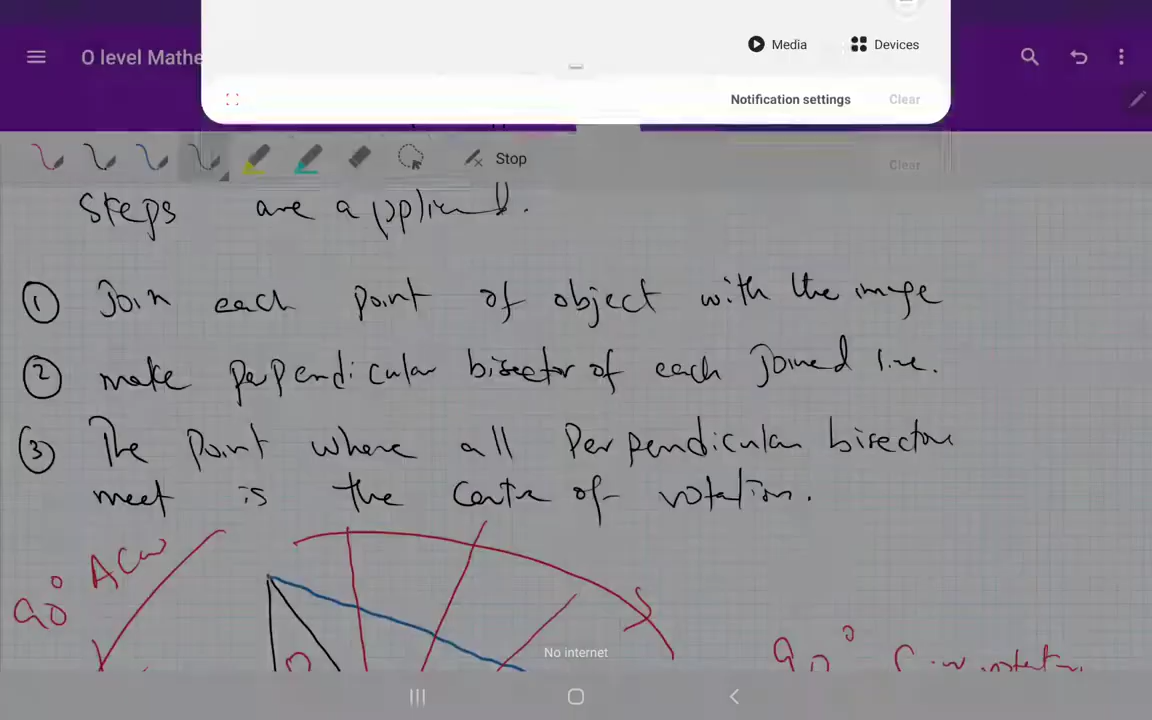 Media Devices
O level Mathe
Notification settings Clear
Stop Clear
Steps are applied.
① Join each point of object with the image
② make perpendicular bisector of each joined line.
③ The point where all Perpendicular bisectors
meet is the centre of rotation.
90° ACW
No internet
90° C.w rotation